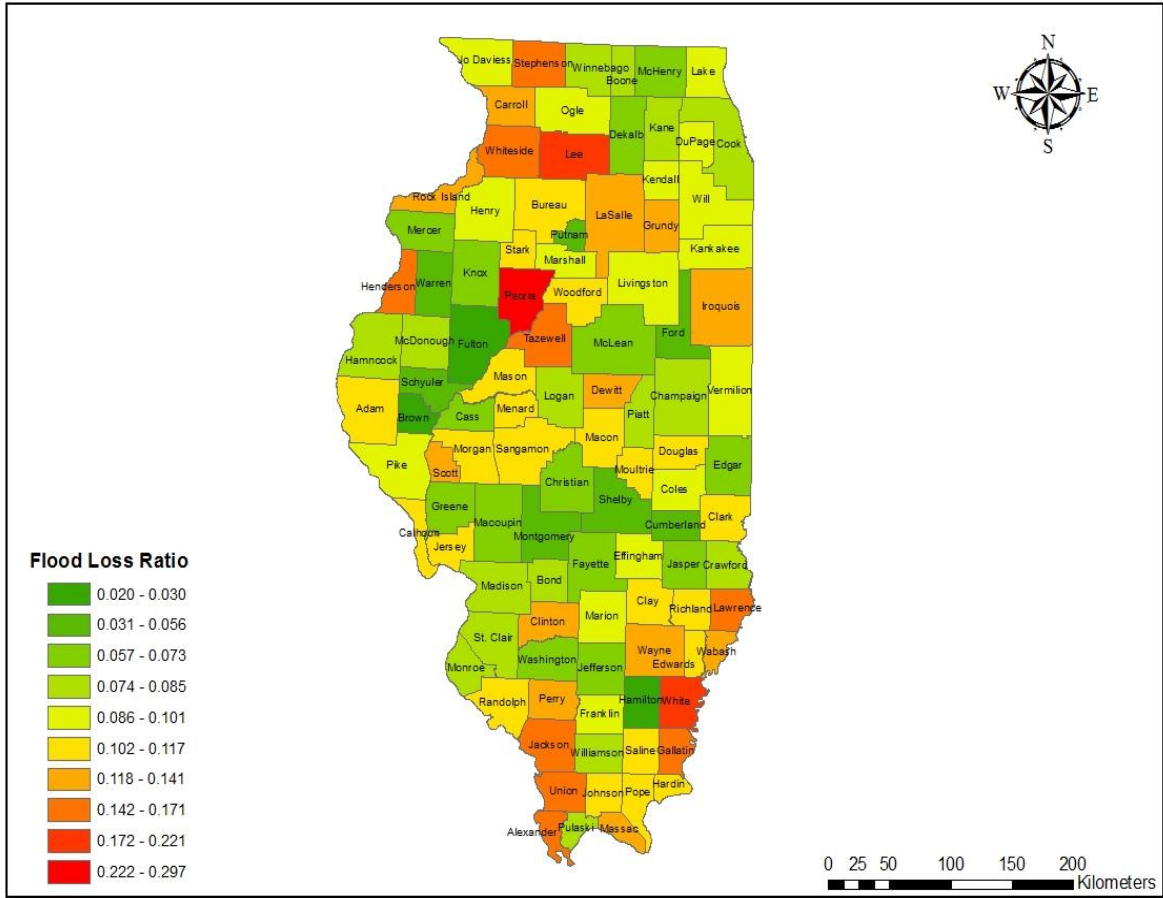 N
W E
S
Jo Daviess
Stephenson
Winnebago
Boone
McHenry
Lake
Carroll
Ogle
Dekalb
Kane
DuPage
Cook
Whiteside
Lee
Kendall
Will
Rock Island
Henry
Bureau
LaSalle
Grundy
Mercer
Putnam
Stark
Kankakee
Knox
Marshall
Henderson
Warren
Peoria
Woodford
Livingston
Iroquois
Ford
Fulton
Tazewell
McLean
McDonough
Hamncock
Mason
Schyuler
Logan
Dewitt
Champaign
Vermilion
Adam
Brown
Cass
Menard
Piatt
Macon
Morgan
Sangamon
Douglas
Pike
Scott
Moultrie
Edgar
Christian
Coles
Shelby
Greene
Macoupin
Clark
Cumberland
Calhoun
Montgomery
Jersey
Effingham
Fayette
Jasper
Crawford
Madison
Bond
Clay
Richland
Lawrence
Marion
Clinton
St. Clair
Wayne
Wabash
Edwards
Washington
Monroe
Jefferson
Randolph
Perry
Hamilton
White
Franklin
Jackson
Williamson
Saline
Gallatin
Union
Johnson
Pope
Hardin
Alexander
Pulaski
Massac
Flood Loss Ratio
0.020 - 0.030
0.031 - 0.056
0.057 - 0.073
0.074 - 0.085
0.086 - 0.101
0.102 - 0.117
0.118 - 0.141
0.142 - 0.171
0.172 - 0.221
0.222 - 0.297
0 25 50 100 150 200
Kilometers